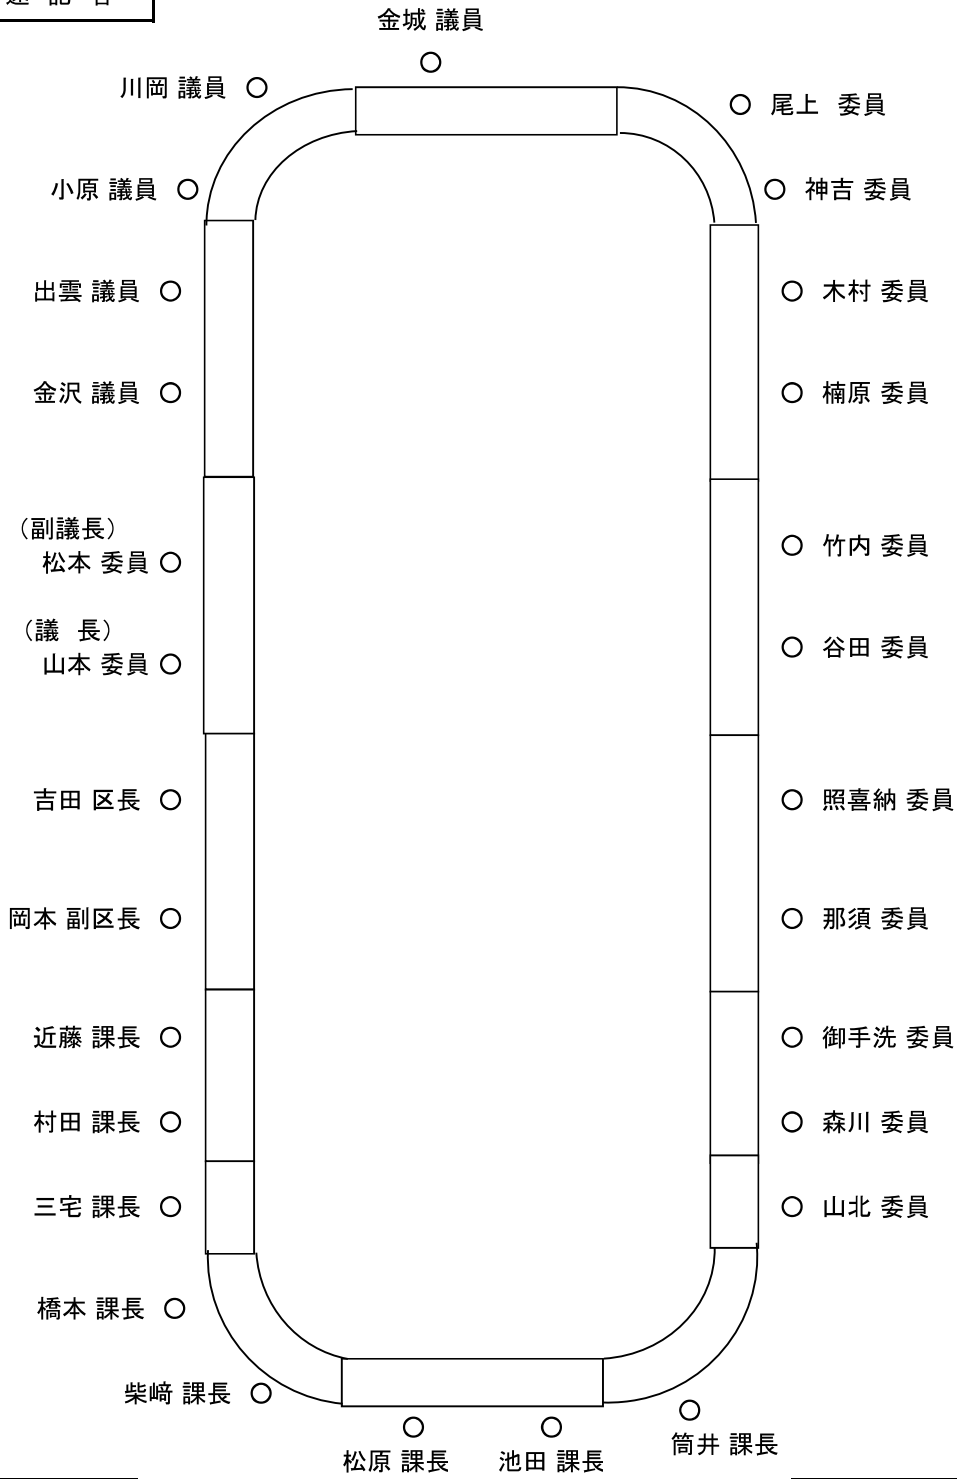 速 記 者
金城 議員
川岡 議員
尾上 委員
小原 議員
神吉 委員
出雲 議員
木村 委員
金沢 議員
楠原 委員
（副議長）
松本 委員
竹内 委員
（議 長）
山本 委員
谷田 委員
吉田 区長
照喜納 委員
岡本 副区長
那須 委員
近藤 課長
御手洗 委員
村田 課長
森川 委員
三宅 課長
山北 委員
橋本 課長
柴﨑 課長
筒井 課長
松原 課長
池田 課長